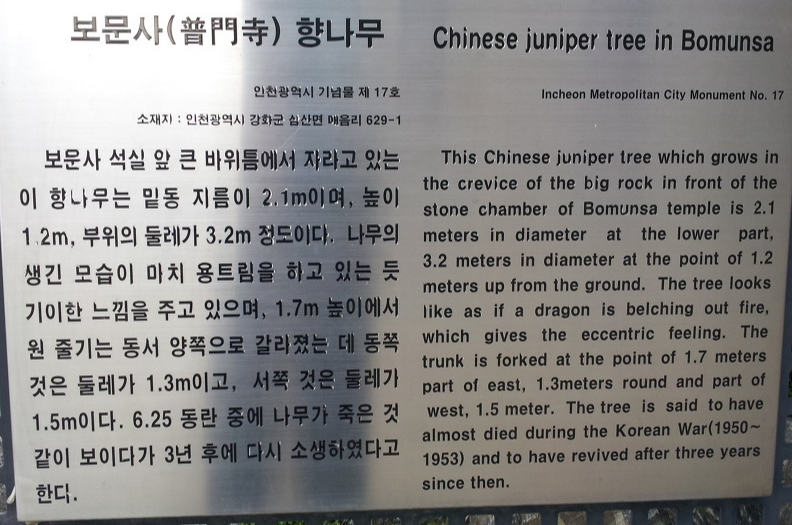 보문사(普門寺) 향나무
인천광역시 기념물 제 17호
소재지 : 인천광역시 강화군 삼산면 매음리 629-1
보문사 석실 앞 큰 바위틈에서 자라고 있는
이 향나무는 밑동 지름이 2.1m이며, 높이
1.2m, 부위의 둘레가 3.2m 정도이다. 나무의
생긴 모습이 마치 용트림을 하고 있는 듯
기이한 느낌을 주고 있으며, 1.7m 높이에서
원 줄기는 동서 양쪽으로 갈라졌는 데 동쪽
것은 둘레가 1.3m이고, 서쪽 것은 둘레가
1.5m이다. 6.25 동란 중에 나무가 죽은 것
같이 보이다가 3년 후에 다시 소생하였다고
한다.
Chinese juniper tree in Bomunsa
Incheon Metropolitan City Monument No. 17
This Chinese juniper tree which grows in
the crevice of the big rock in front of the
stone chamber of Bomunsa temple is 2.1
meters in diameter at the lower part,
3.2 meters in diameter at the point of 1.2
meters up from the ground. The tree looks
like as if a dragon is belching out fire,
which gives the eccentric feeling. The
trunk is forked at the point of 1.7 meters
part of east, 1.3meters round and part of
west, 1.5 meter. The tree is said to have
almost died during the Korean War(1950~
1953) and to have revived after three years
since then.